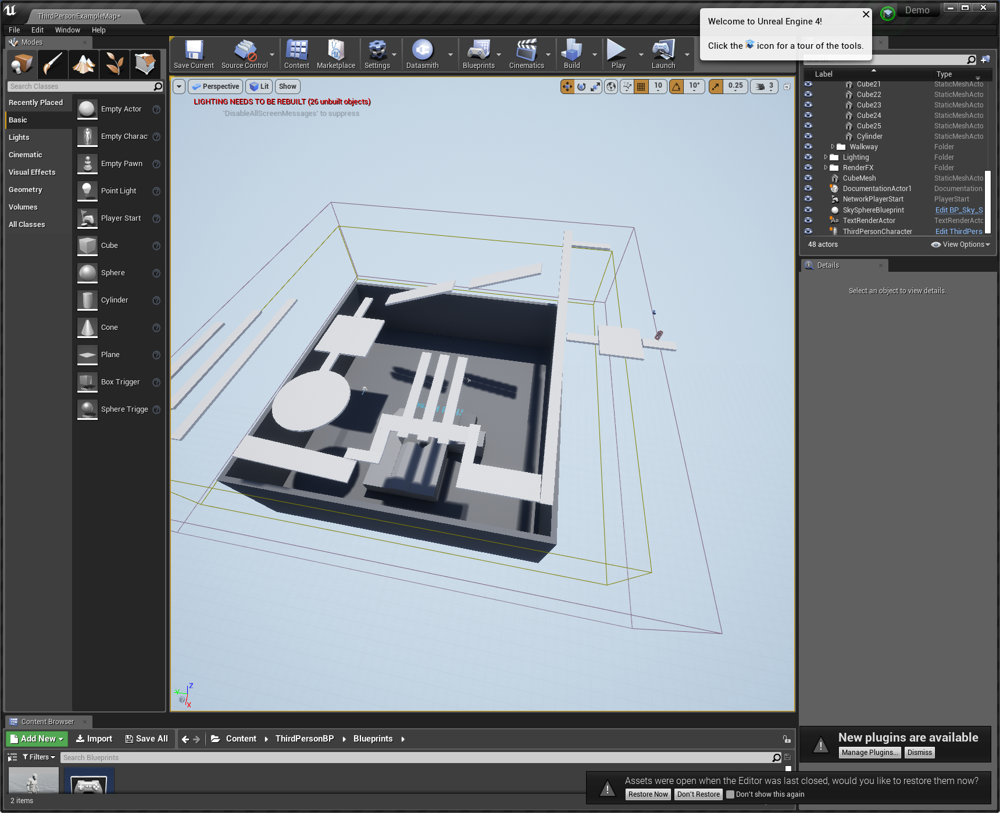 ThirdPersonExampleMap*
Demo
File Edit Window Help
Welcome to Unreal Engine 4!
Click the icon for a tour of the tools.
Modes
Search Classes
Recently Placed
Basic
Lights
Cinematic
Visual Effects
Geometry
Volumes
All Classes
Empty Actor
Empty Charac
Empty Pawn
Point Light
Player Start
Cube
Sphere
Cylinder
Cone
Plane
Box Trigger
Sphere Trigge
Save Current Source Control Content Marketplace Settings Datasmith Blueprints Cinematics Build Play Launch
Perspective Lit Show
10 10° 0.25 3
LIGHTING NEEDS TO BE REBUILT (26 unbuilt objects)
'DisableAllScreenMessages' to suppress
Z
Y
X
Label Type
Cube21 StaticMeshActo
Cube22 StaticMeshActo
Cube23 StaticMeshActo
Cube24 StaticMeshActo
Cube25 StaticMeshActo
Cylinder StaticMeshActo
Walkway Folder
Lighting Folder
RenderFX Folder
CubeMesh StaticMeshActo
DocumentationActor1 Documentation.
NetworkPlayerStart PlayerStart
SkySphereBlueprint Edit BP_Sky_S
TextRenderActor TextRenderActc
ThirdPersonCharacter Edit ThirdPers
48 actors View Options
Details
Select an object to view details.
Content Browser
Add New Import Save All Content ThirdPersonBP Blueprints
Filters Search Blueprints
2 items
New plugins are available
Manage Plugins... Dismiss
Assets were open when the Editor was last closed, would you like to restore them now?
Restore Now Don't Restore Don't show this again